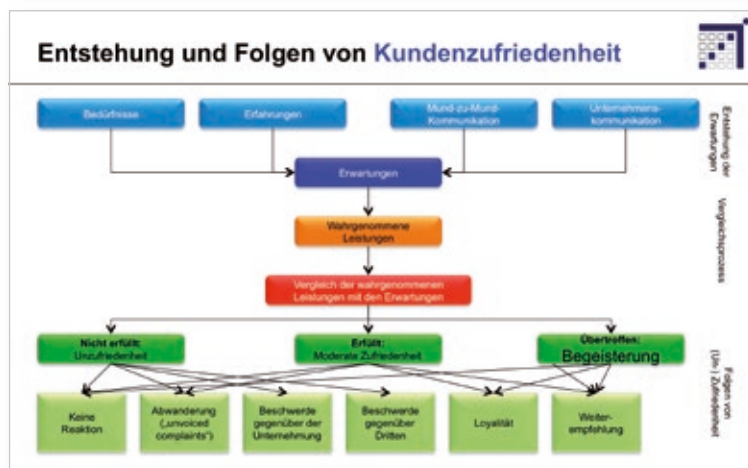 Entstehung und Folgen von Kundenzufriedenheit
Bedürfnisse
Erfahrungen
Mund-zu-Mund-
Kommunikation
Unternehmens-
kommunikation
Entstehung der
Erwartungen
Erwartungen
Wahrgenommene
Leistungen
Vergleichsprozess
Vergleich der wahrgenommenen
Leistungen mit den Erwartungen
Nicht erfüllt:
Unzufriedenheit
Erfüllt:
Moderate Zufriedenheit
Übertroffen:
Begeisterung
Folgen von
(Un-) Zufriedenheit
Keine
Reaktion
Abwanderung
(„unvoiced
complaints“)
Beschwerde
gegenüber der
Unternehmung
Beschwerde
gegenüber
Dritten
Loyalität
Weiter-
empfehlung